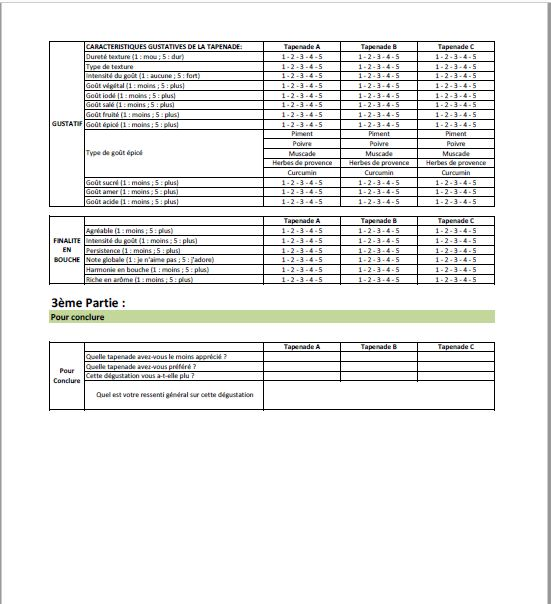 CARACTERISTIQUES GUSTATIVES DE LA TAPENADE: Tapenade A Tapenade B Tapenade C
Dureté texture (1 : mou ; 5 : dur) 1 - 2 - 3 - 4 - 5 1 - 2 - 3 - 4 - 5 1 - 2 - 3 - 4 - 5
Type de texture 1 - 2 - 3 - 4 - 5 1 - 2 - 3 - 4 - 5 1 - 2 - 3 - 4 - 5
Intensité du goût (1 : aucune ; 5 : fort) 1 - 2 - 3 - 4 - 5 1 - 2 - 3 - 4 - 5 1 - 2 - 3 - 4 - 5
Goût végétal (1 : moins ; 5 : plus) 1 - 2 - 3 - 4 - 5 1 - 2 - 3 - 4 - 5 1 - 2 - 3 - 4 - 5
Goût iodé (1 : moins ; 5 : plus) 1 - 2 - 3 - 4 - 5 1 - 2 - 3 - 4 - 5 1 - 2 - 3 - 4 - 5
Goût salé (1 : moins ; 5 : plus) 1 - 2 - 3 - 4 - 5 1 - 2 - 3 - 4 - 5 1 - 2 - 3 - 4 - 5
Goût fruité (1 : moins ; 5 : plus) 1 - 2 - 3 - 4 - 5 1 - 2 - 3 - 4 - 5 1 - 2 - 3 - 4 - 5
GUSTATIF Goût épicé (1 : moins ; 5 : plus) 1 - 2 - 3 - 4 - 5 1 - 2 - 3 - 4 - 5 1 - 2 - 3 - 4 - 5
Piment Piment Piment
Poivre Poivre Poivre
Type de goût épicé Muscade Muscade Muscade
Herbes de provence Herbes de provence Herbes de provence
Curcumin Curcumin Curcumin
Goût sucré (1 : moins ; 5 : plus) 1 - 2 - 3 - 4 - 5 1 - 2 - 3 - 4 - 5 1 - 2 - 3 - 4 - 5
Goût amer (1 : moins ; 5 : plus) 1 - 2 - 3 - 4 - 5 1 - 2 - 3 - 4 - 5 1 - 2 - 3 - 4 - 5
Goût acide (1 : moins ; 5 : plus) 1 - 2 - 3 - 4 - 5 1 - 2 - 3 - 4 - 5 1 - 2 - 3 - 4 - 5
Tapenade A Tapenade B Tapenade C
Agréable (1 : moins ; 5 : plus) 1 - 2 - 3 - 4 - 5 1 - 2 - 3 - 4 - 5 1 - 2 - 3 - 4 - 5
FINALITE Intensité du goût (1 : moins ; 5 : plus) 1 - 2 - 3 - 4 - 5 1 - 2 - 3 - 4 - 5 1 - 2 - 3 - 4 - 5
EN Persistence (1 : moins ; 5 : plus) 1 - 2 - 3 - 4 - 5 1 - 2 - 3 - 4 - 5 1 - 2 - 3 - 4 - 5
BOUCHE Note globale (1 : je n'aime pas ; 5 : j'adore) 1 - 2 - 3 - 4 - 5 1 - 2 - 3 - 4 - 5 1 - 2 - 3 - 4 - 5
Harmonie en bouche (1 : moins ; 5 : plus) 1 - 2 - 3 - 4 - 5 1 - 2 - 3 - 4 - 5 1 - 2 - 3 - 4 - 5
Riche en arôme (1 : moins ; 5 : plus) 1 - 2 - 3 - 4 - 5 1 - 2 - 3 - 4 - 5 1 - 2 - 3 - 4 - 5
3ème Partie :
Pour conclure
Tapenade A Tapenade B Tapenade C
Quelle tapenade avez-vous le moins apprécié ?
Pour Quelle tapenade avez-vous préféré ?
Conclure Cette dégustation vous a-t-elle plu ?
Quel est votre ressenti général sur cette dégustation